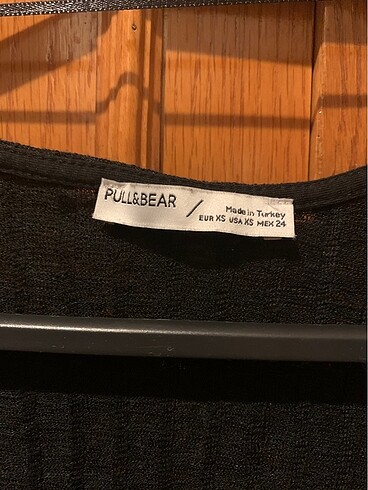 PULL&BEAR /
Made in Turkey
EUR XS USA XS MEX 24